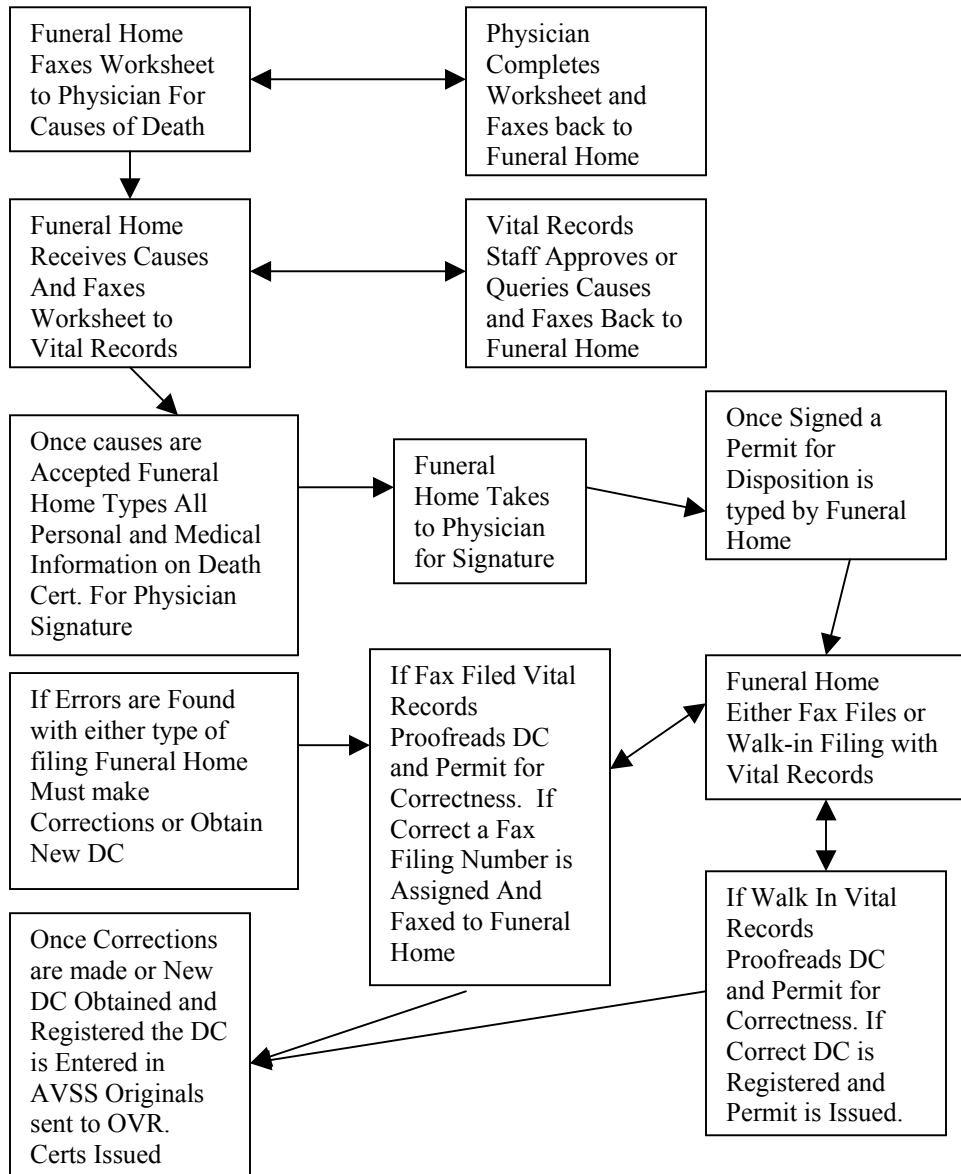 Funeral Home
Faxes Worksheet
to Physician For
Causes of Death
Physician
Completes
Worksheet and
Faxes back to
Funeral Home
Funeral Home
Receives Causes
And Faxes
Worksheet to
Vital Records
Vital Records
Staff Approves or
Queries Causes
and Faxes Back to
Funeral Home
Once causes are
Accepted Funeral
Home Types All
Personal and Medical
Information on Death
Cert. For Physician
Signature
Funeral
Home Takes
to Physician
for Signature
Once Signed a
Permit for
Disposition is
typed by Funeral
Home
If Errors are Found
with either type of
filing Funeral Home
Must make
Corrections or Obtain
New DC
If Fax Filed Vital
Records
Proofreads DC
and Permit for
Correctness. If
Correct a Fax
Filing Number is
Assigned And
Faxed to Funeral
Home
Funeral Home
Either Fax Files or
Walk-in Filing with
Vital Records
Once Corrections
are made or New
DC Obtained and
Registered the DC
is Entered in
AVSS Originals
sent to OVR.
Certs Issued
If Walk In Vital
Records
Proofreads DC
and Permit for
Correctness. If
Correct DC is
Registered and
Permit is Issued.